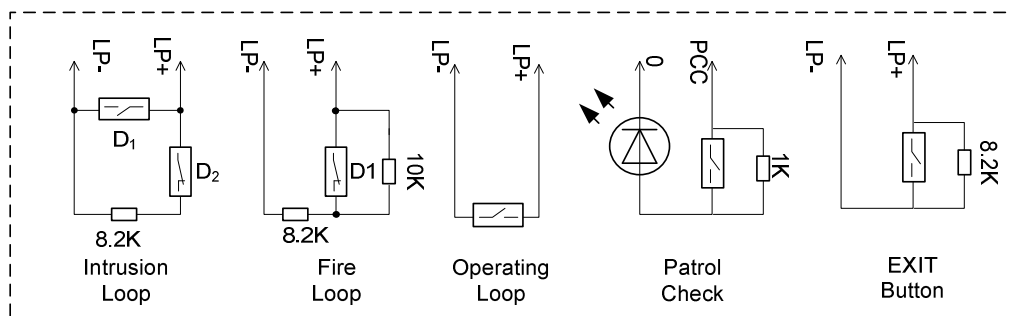 LP-
LP+
D1
D2
8.2K
Intrusion
Loop
LP-
LP+
D1
10K
8.2K
Fire
Loop
LP-
LP+
Operating
Loop
0
PCC
1K
Patrol
Check
LP-
LP+
8.2K
EXIT
Button